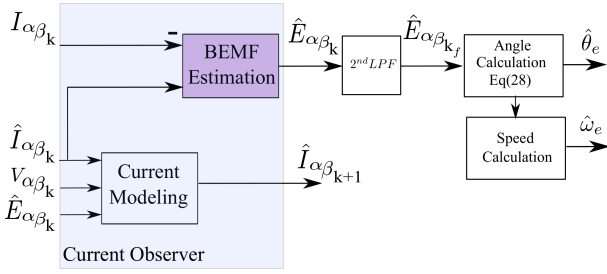 I_{αβ_k}
-
BEMF
Estimation
Ê_{αβ_k}
2^{nd}LPF
Ê_{αβ_{k_f}}
Angle
Calculation
Eq(28)
θ̂_e
Speed
Calculation
ω̂_e
Î_{αβ_k}
V_{αβ_k}
Ê_{αβ_k}
Current
Modeling
Î_{αβ_{k+1}}
Current Observer